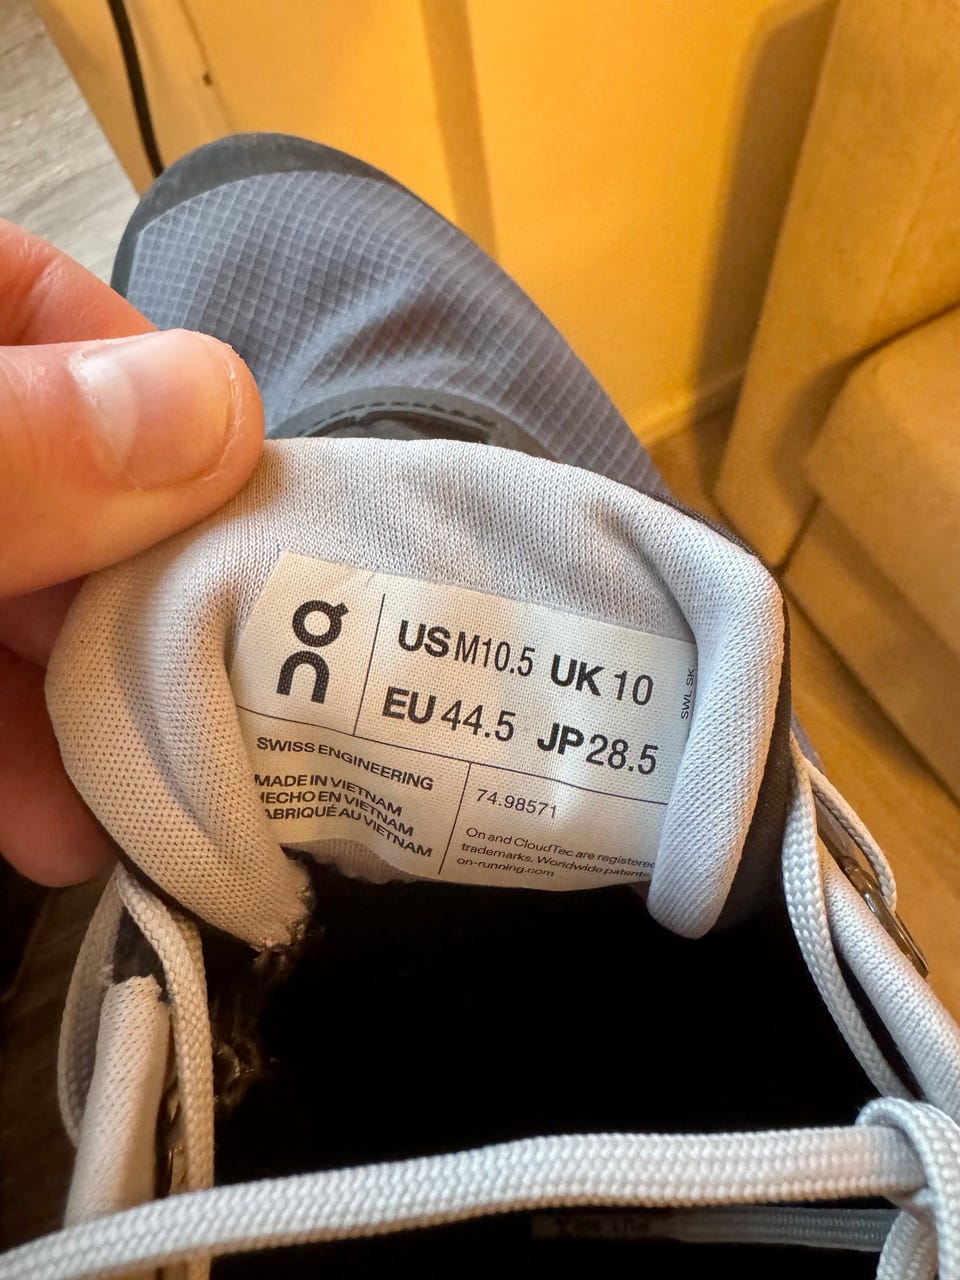 on
US M10.5 UK 10
EU 44.5 JP 28.5
SWL SK
SWISS ENGINEERING
MADE IN VIETNAM
HECHO EN VIETNAM
FABRIQUÉ AU VIETNAM
74.98571
On and CloudTec are registered
trademarks. Worldwide patents
on-running.com